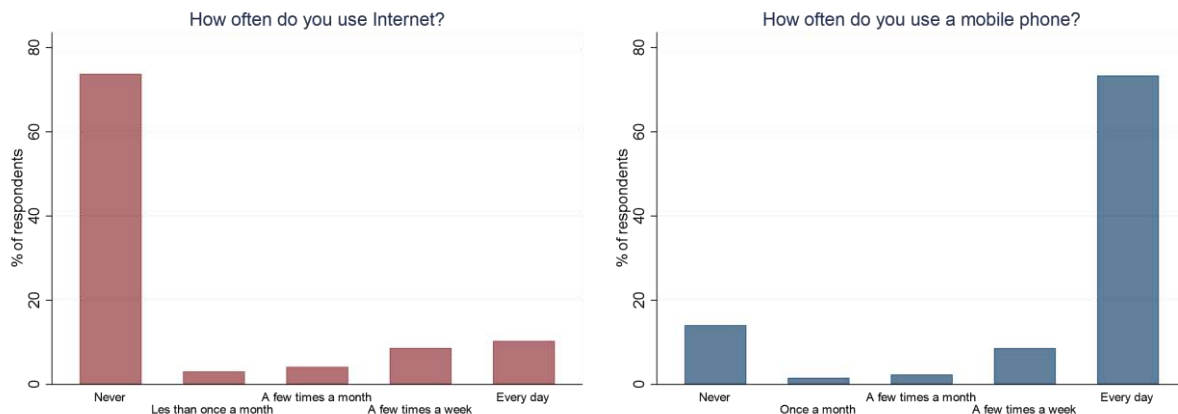 How often do you use Internet?
% of respondents
80
60
40
20
0
Never
Les than once a month
A few times a month
A few times a week
Every day
How often do you use a mobile phone?
% of respondents
80
60
40
20
0
Never
Once a month
A few times a month
A few times a week
Every day